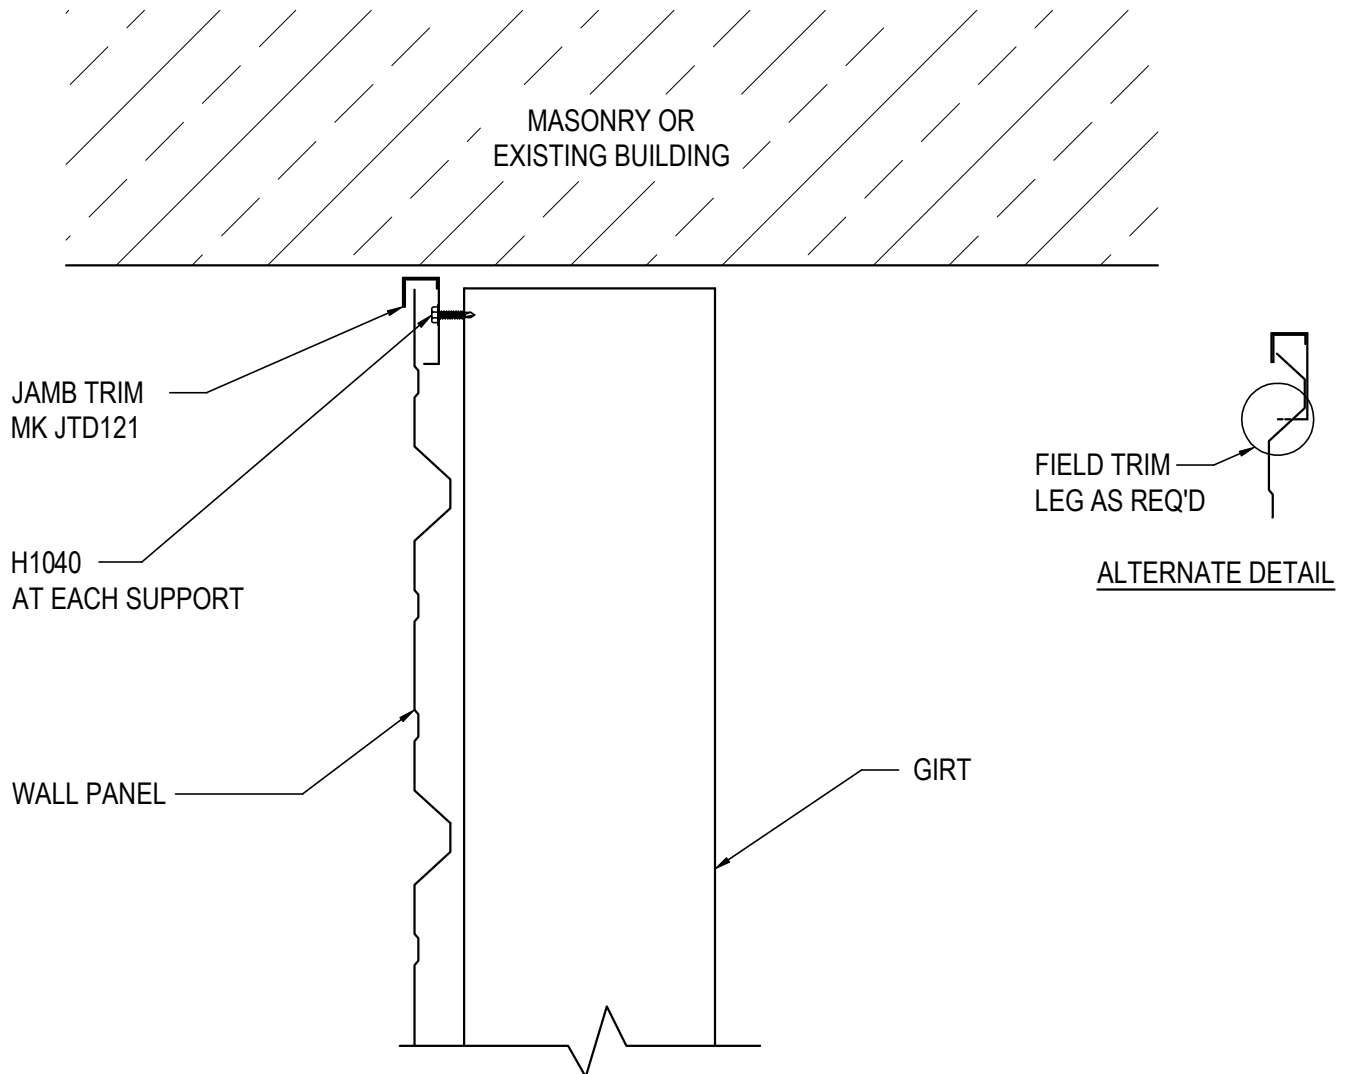 MASONRY OR
EXISTING BUILDING
JAMB TRIM
MK JTD121
H1040
AT EACH SUPPORT
WALL PANEL
GIRT
FIELD TRIM
LEG AS REQ'D
ALTERNATE DETAIL